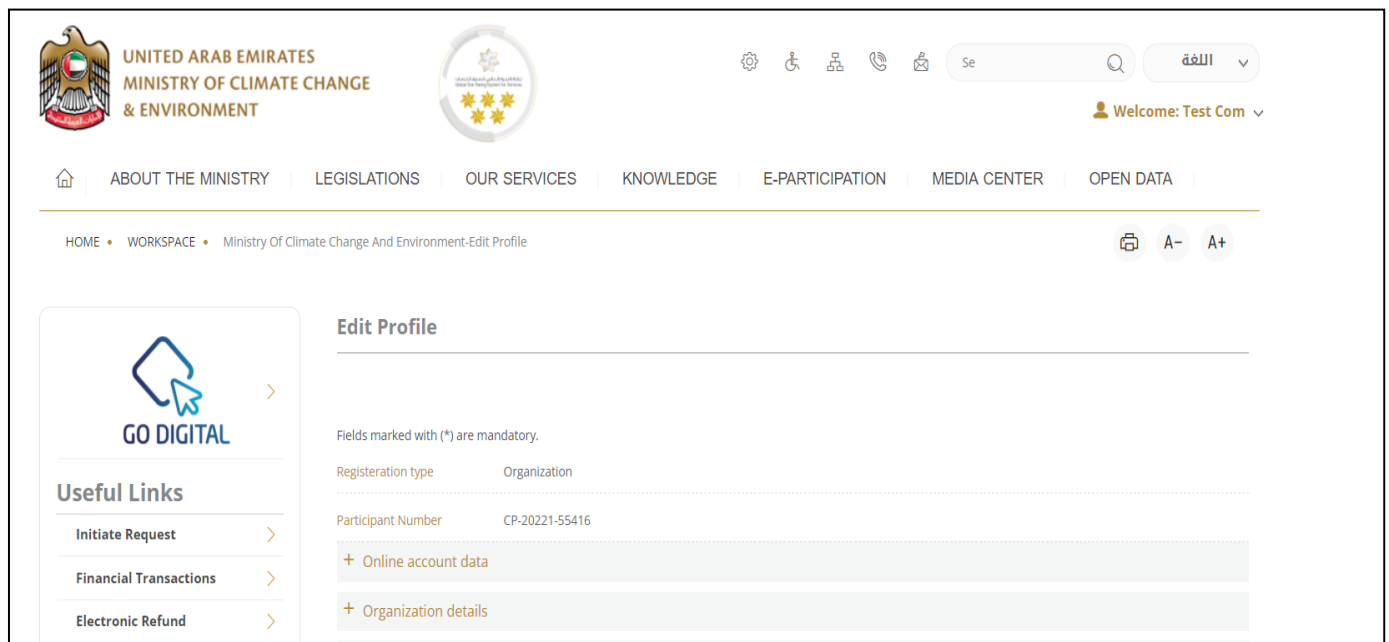 UNITED ARAB EMIRATES
MINISTRY OF CLIMATE CHANGE
& ENVIRONMENT
Se
اللغة
Welcome: Test Com
ABOUT THE MINISTRY
LEGISLATIONS
OUR SERVICES
KNOWLEDGE
E-PARTICIPATION
MEDIA CENTER
OPEN DATA
HOME • WORKSPACE • Ministry Of Climate Change And Environment-Edit Profile
A-
A+
GO DIGITAL
Useful Links
Initiate Request
Financial Transactions
Electronic Refund
Edit Profile
Fields marked with (*) are mandatory.
Registeration type Organization
Participant Number CP-20221-55416
+ Online account data
+ Organization details